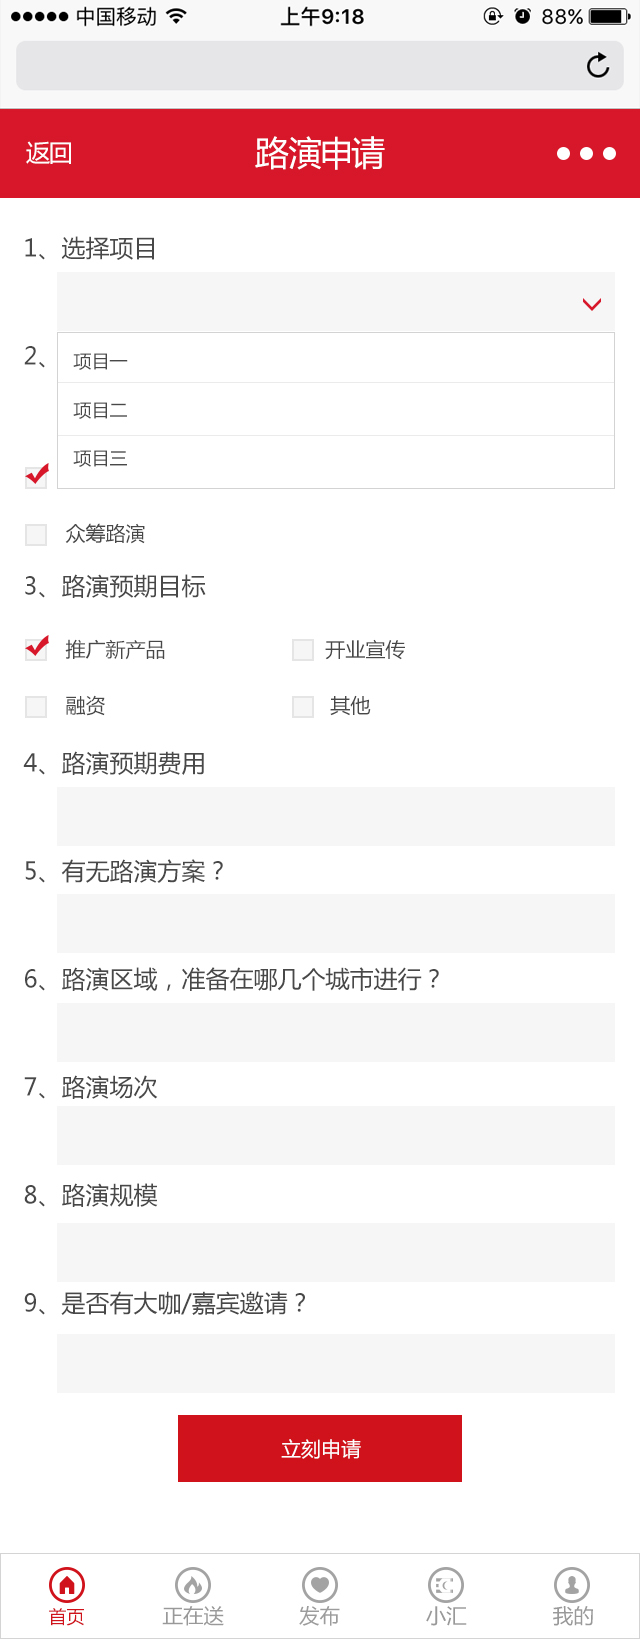 中国移动 上午9:18 88%
返回 路演申请
1、选择项目
2、
项目一
项目二
项目三
众筹路演
3、路演预期目标
推广新产品 开业宣传
融资 其他
4、路演预期费用
5、有无路演方案？
6、路演区域，准备在哪几个城市进行？
7、路演场次
8、路演规模
9、是否有大咖/嘉宾邀请？
立刻申请
首页 正在送 发布 小汇 我的